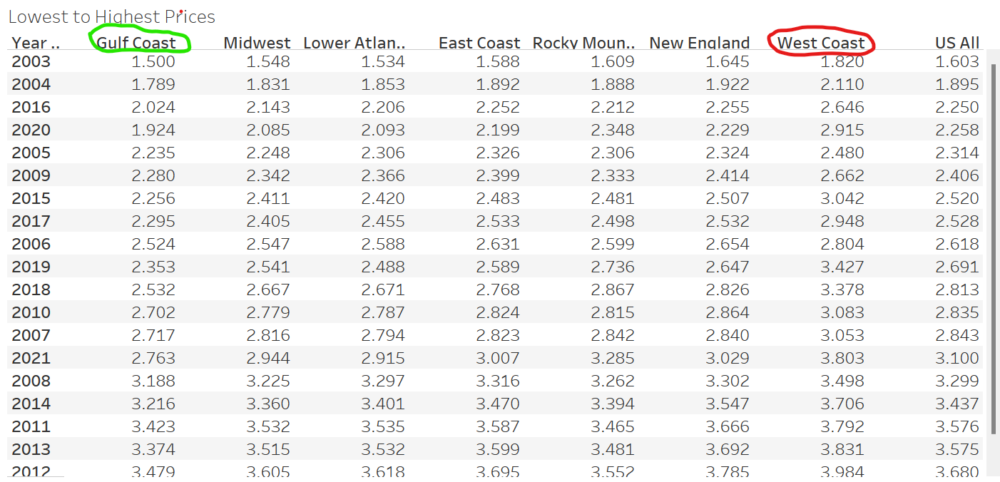 Lowest to Highest Prices
Year .. Gulf Coast Midwest Lower Atlan.. East Coast Rocky Moun.. New England West Coast US All
2003 1.500 1.548 1.534 1.588 1.609 1.645 1.820 1.603
2004 1.789 1.831 1.853 1.892 1.888 1.922 2.110 1.895
2016 2.024 2.143 2.206 2.252 2.212 2.255 2.646 2.250
2020 1.924 2.085 2.093 2.199 2.348 2.229 2.915 2.258
2005 2.235 2.248 2.306 2.326 2.306 2.324 2.480 2.314
2009 2.280 2.342 2.366 2.399 2.333 2.414 2.662 2.406
2015 2.256 2.411 2.420 2.483 2.481 2.507 3.042 2.520
2017 2.295 2.405 2.455 2.533 2.498 2.532 2.948 2.528
2006 2.524 2.547 2.588 2.631 2.599 2.654 2.804 2.618
2019 2.353 2.541 2.488 2.589 2.736 2.647 3.427 2.691
2018 2.532 2.667 2.671 2.768 2.867 2.826 3.378 2.813
2010 2.702 2.779 2.787 2.824 2.815 2.864 3.083 2.835
2007 2.717 2.816 2.794 2.823 2.842 2.840 3.053 2.843
2021 2.763 2.944 2.915 3.007 3.285 3.029 3.803 3.100
2008 3.188 3.225 3.297 3.316 3.262 3.302 3.498 3.299
2014 3.216 3.360 3.401 3.470 3.394 3.547 3.706 3.437
2011 3.423 3.532 3.535 3.587 3.465 3.666 3.792 3.576
2013 3.374 3.515 3.532 3.599 3.481 3.692 3.831 3.575
2012 3.479 3.605 3.618 3.695 3.552 3.785 3.984 3.680